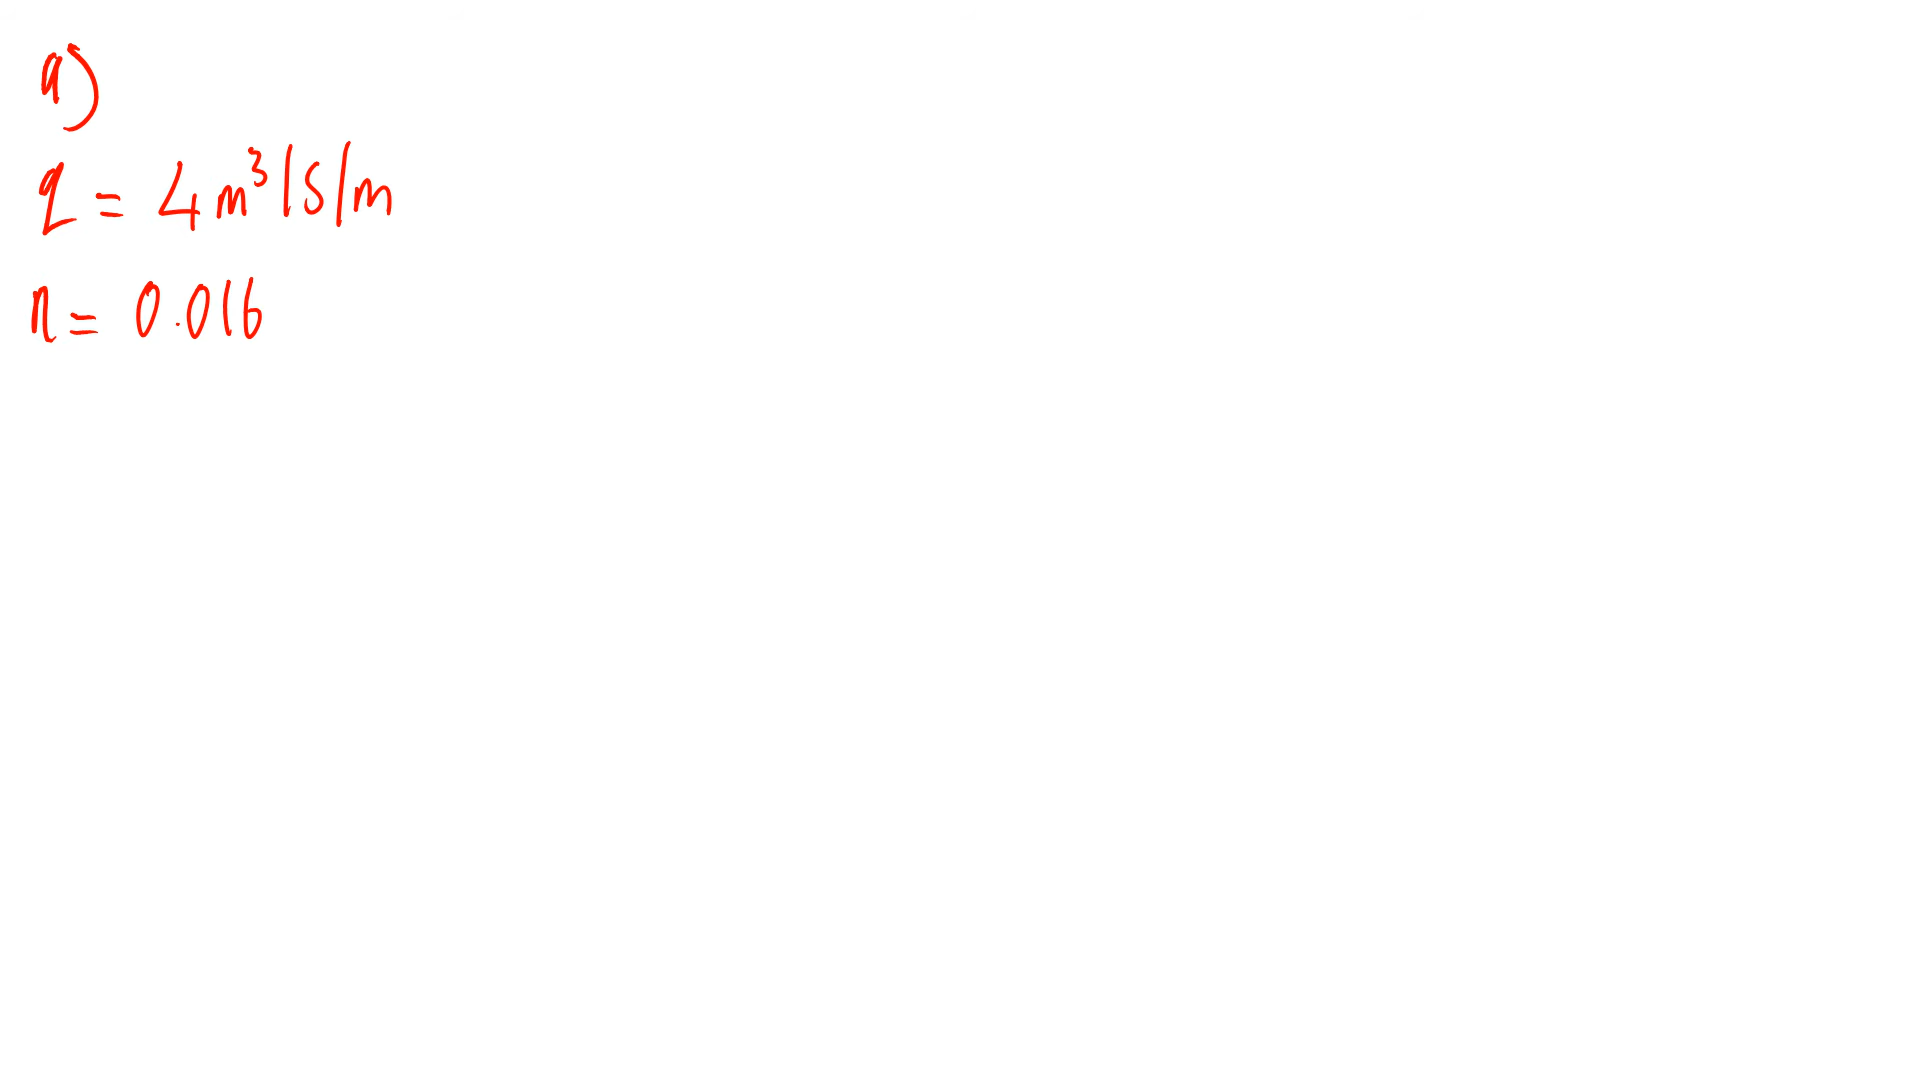 a)
q = 4 m³/s/m
n = 0.016